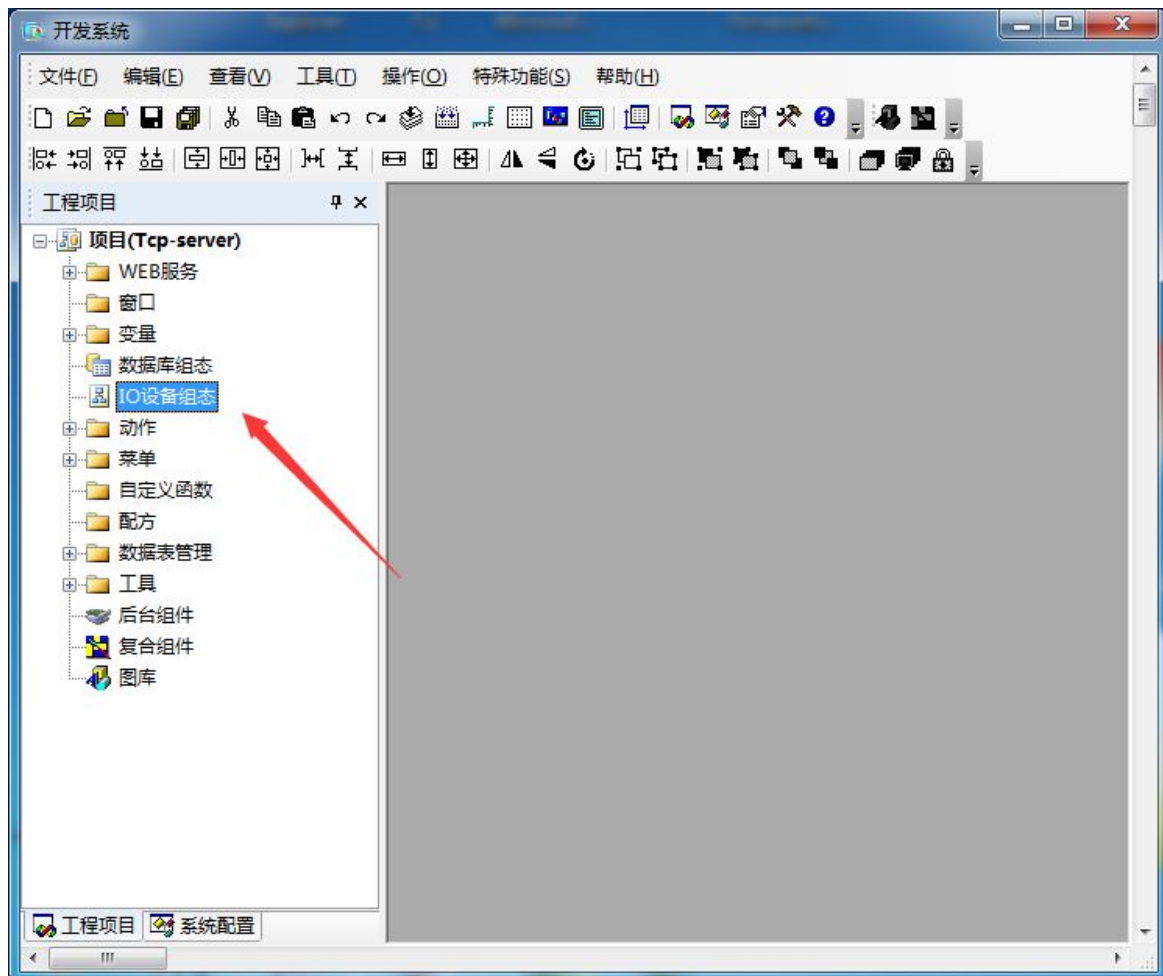 开发系统
文件(F) 编辑(E) 查看(V) 工具(T) 操作(O) 特殊功能(S) 帮助(H)
工程项目
项目(Tcp-server)
WEB服务
窗口
变量
数据库组态
IO设备组态
动作
菜单
自定义函数
配方
数据表管理
工具
后台组件
复合组件
图库
工程项目 系统配置